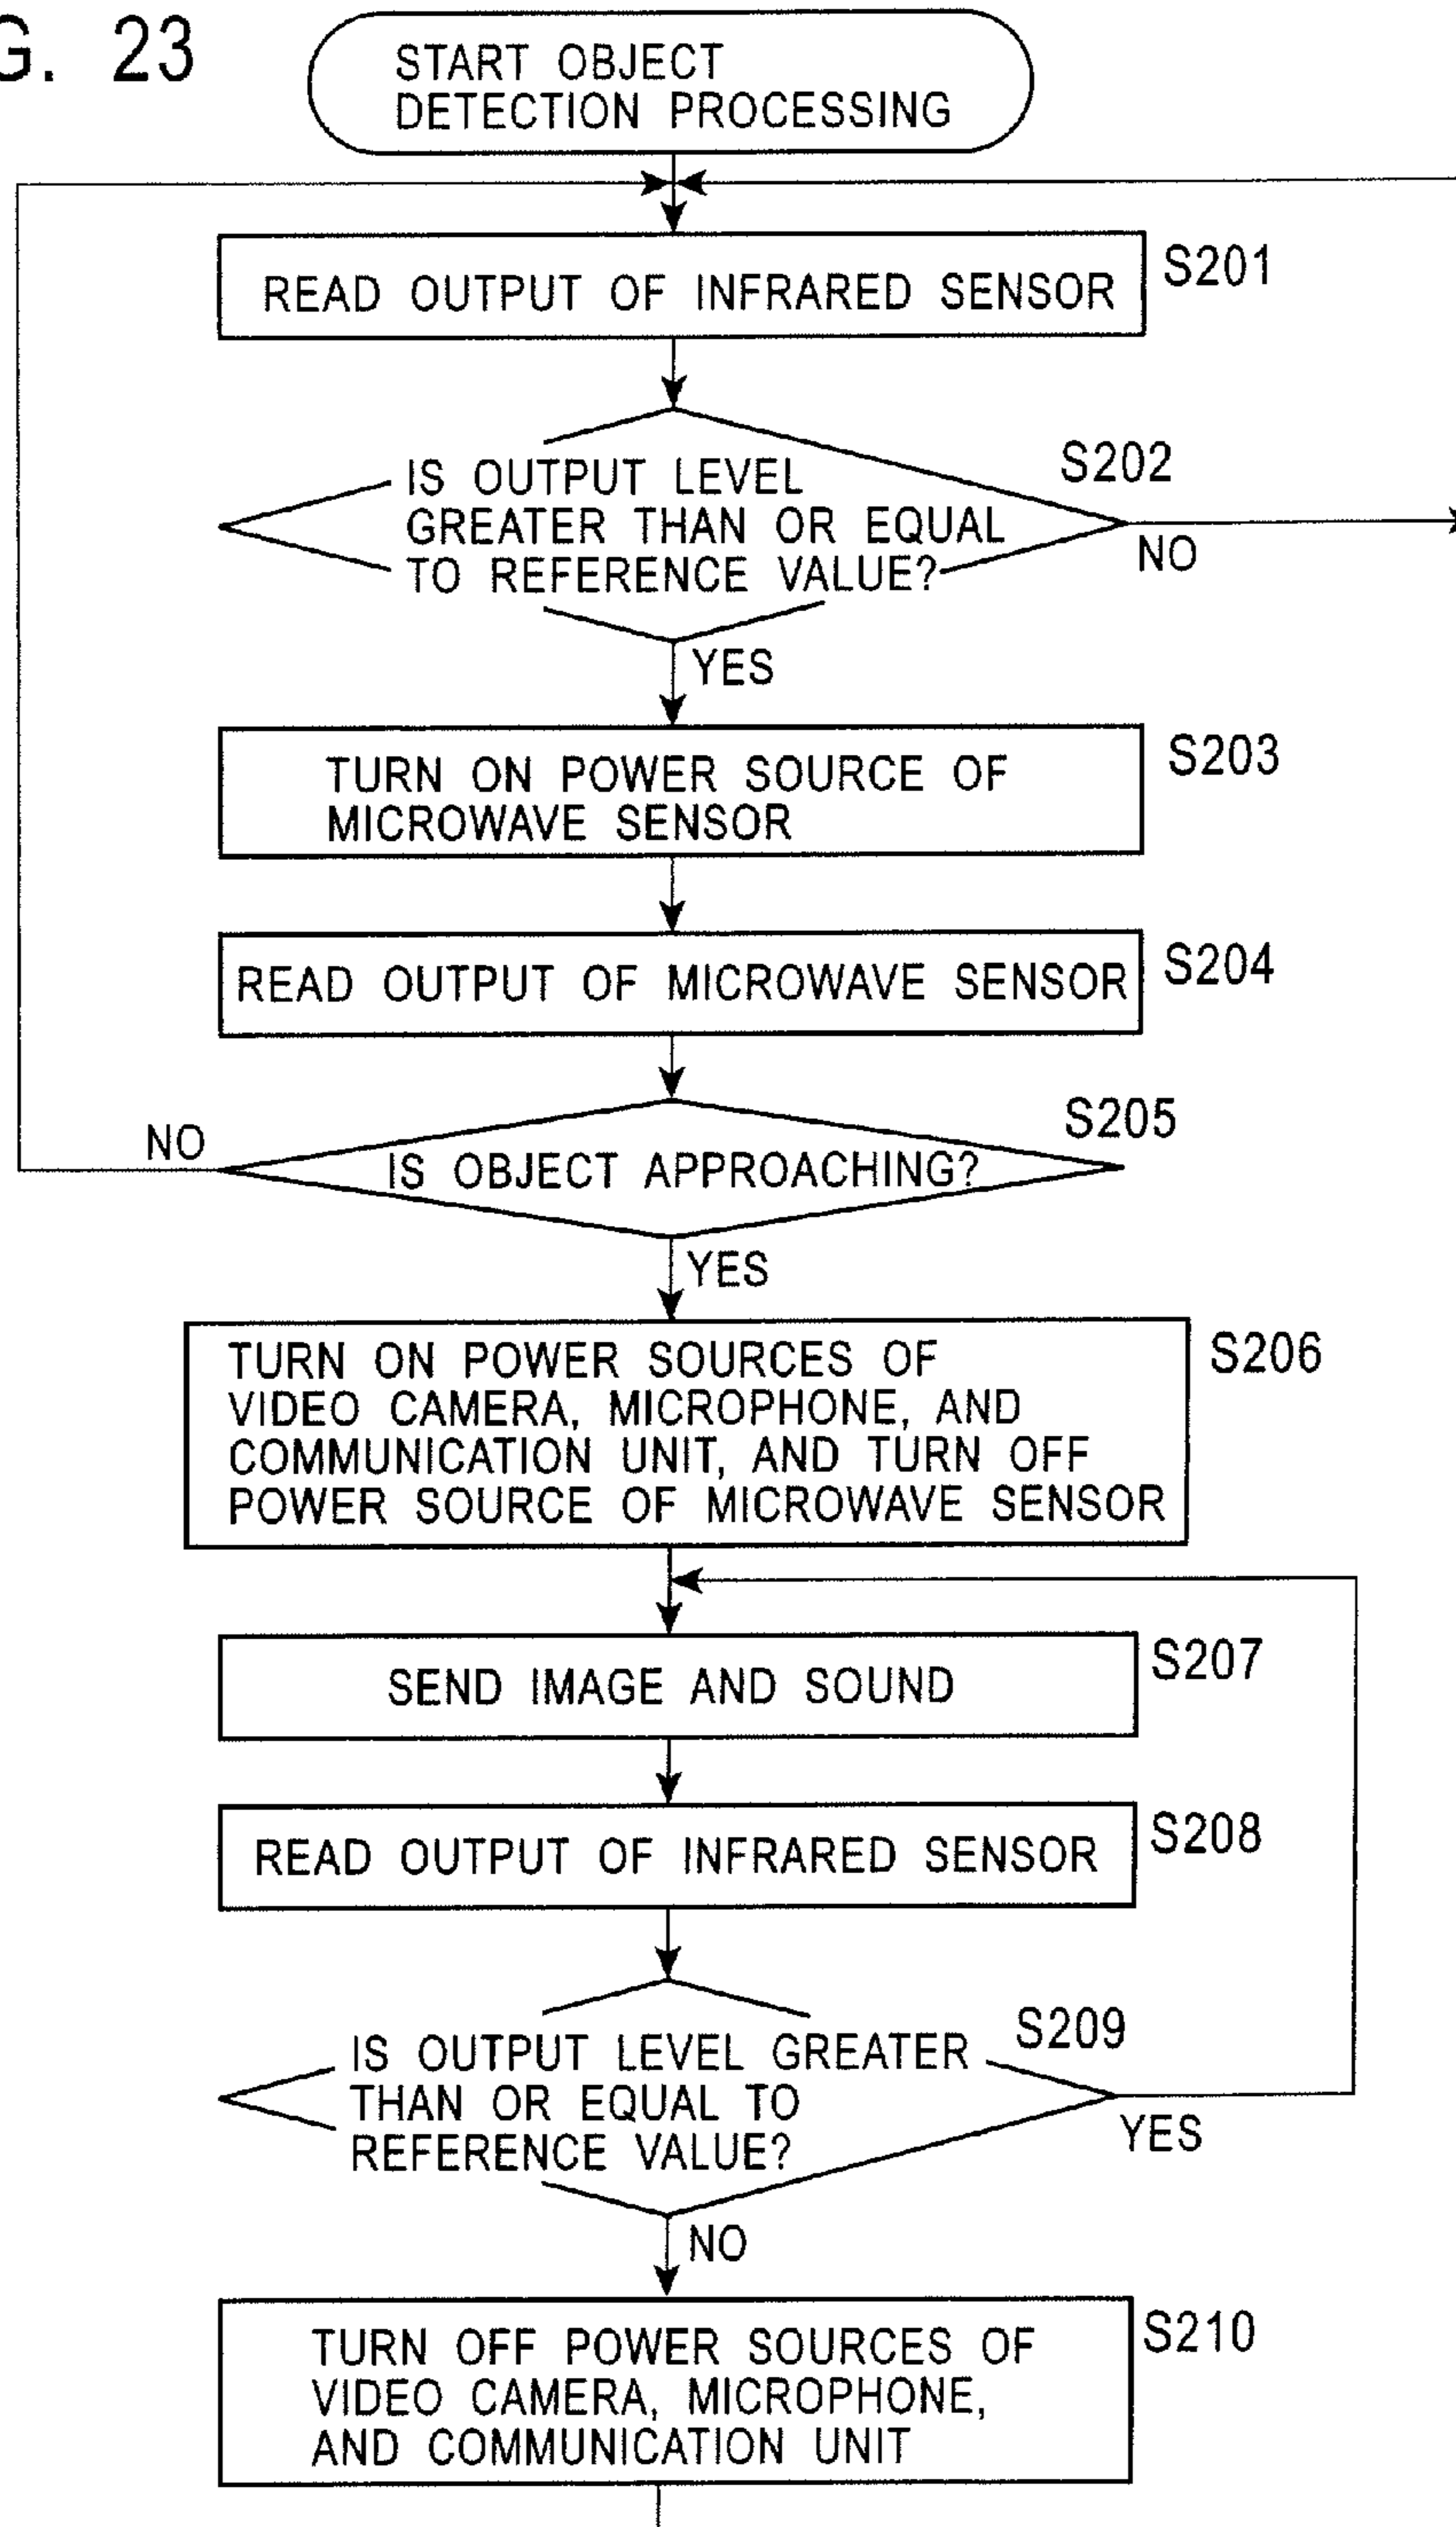 G. 23
START OBJECT
DETECTION PROCESSING
READ OUTPUT OF INFRARED SENSOR
S201
IS OUTPUT LEVEL
GREATER THAN OR EQUAL
TO REFERENCE VALUE?
S202
NO
YES
TURN ON POWER SOURCE OF
MICROWAVE SENSOR
S203
READ OUTPUT OF MICROWAVE SENSOR
S204
IS OBJECT APPROACHING?
S205
NO
YES
TURN ON POWER SOURCES OF
VIDEO CAMERA, MICROPHONE, AND
COMMUNICATION UNIT, AND TURN OFF
POWER SOURCE OF MICROWAVE SENSOR
S206
SEND IMAGE AND SOUND
S207
READ OUTPUT OF INFRARED SENSOR
S208
IS OUTPUT LEVEL GREATER
THAN OR EQUAL TO
REFERENCE VALUE?
S209
YES
NO
TURN OFF POWER SOURCES OF
VIDEO CAMERA, MICROPHONE,
AND COMMUNICATION UNIT
S210